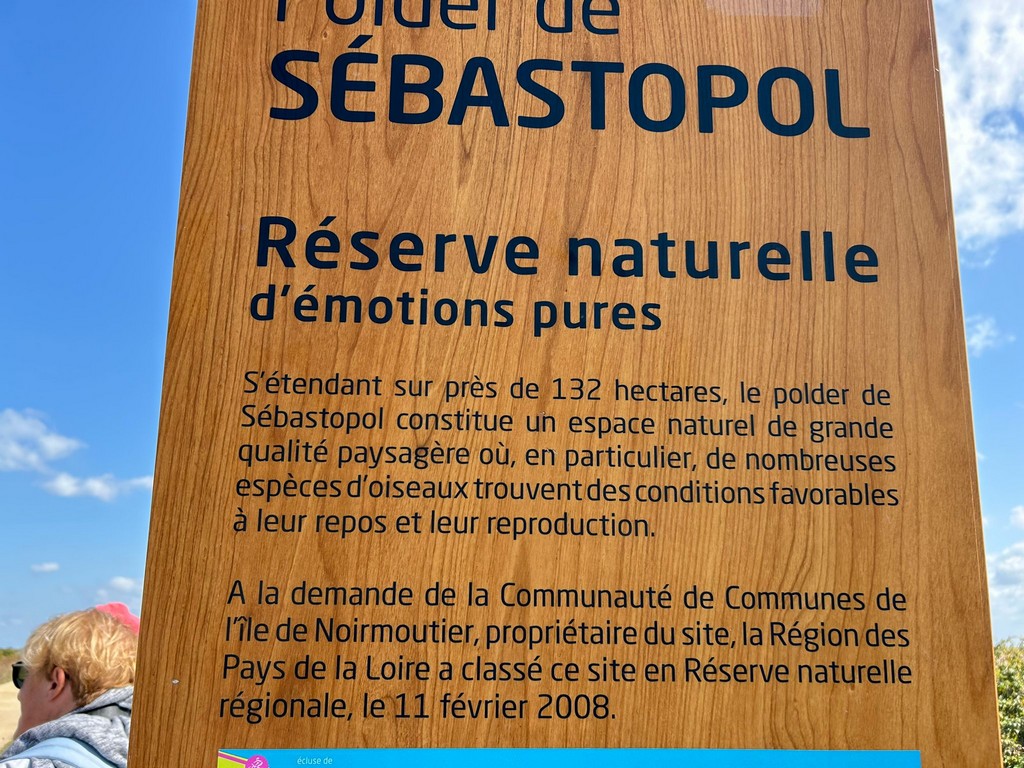 Polder de
SÉBASTOPOL
Réserve naturelle
d'émotions pures
S'étendant sur près de 132 hectares, le polder de
Sébastopol constitue un espace naturel de grande
qualité paysagère où, en particulier, de nombreuses
espèces d'oiseaux trouvent des conditions favorables
à leur repos et leur reproduction.
A la demande de la Communauté de Communes de
l'île de Noirmoutier, propriétaire du site, la Région des
Pays de la Loire a classé ce site en Réserve naturelle
régionale, le 11 février 2008.
écluse de